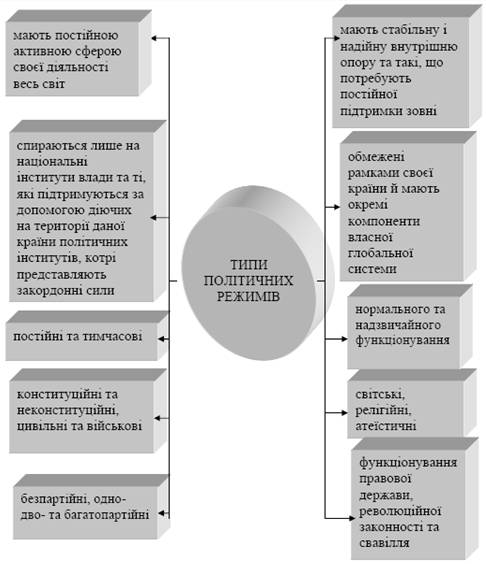 мають постійною
активною сферою
своєї діяльності
весь світ
спираються лише на
національні
інститути влади та ті,
які підтримуються за
допомогою діючих
на території даної
країни політичних
інститутів, котрі
представляють
закордонні сили
постійні та тимчасові
конституційні та
неконституційні,
цивільні та військові
безпартійні, одно-
дво- та багатопартійні
ТИПИ
ПОЛІТИЧНИХ
РЕЖИМІВ
мають стабільну і
надійну внутрішню
опору та такі, що
потребують
постійної
підтримки зовні
обмежені
рамками своєї
країни й мають
окремі
компоненти
власної
глобальної
системи
нормального та
надзвичайного
функціонування
світські,
релігійні,
атеїстичні
функціонування
правової
держави,
революційної
законності та
свавілля